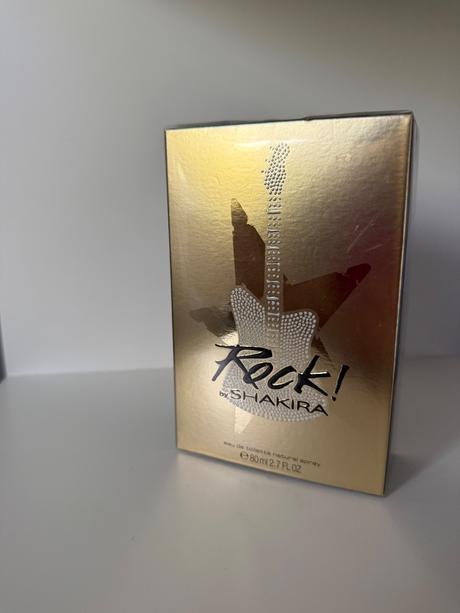 Rock!
by SHAKIRA
eau de toilette natural spray
℮ 80 ml 2.7 FL OZ